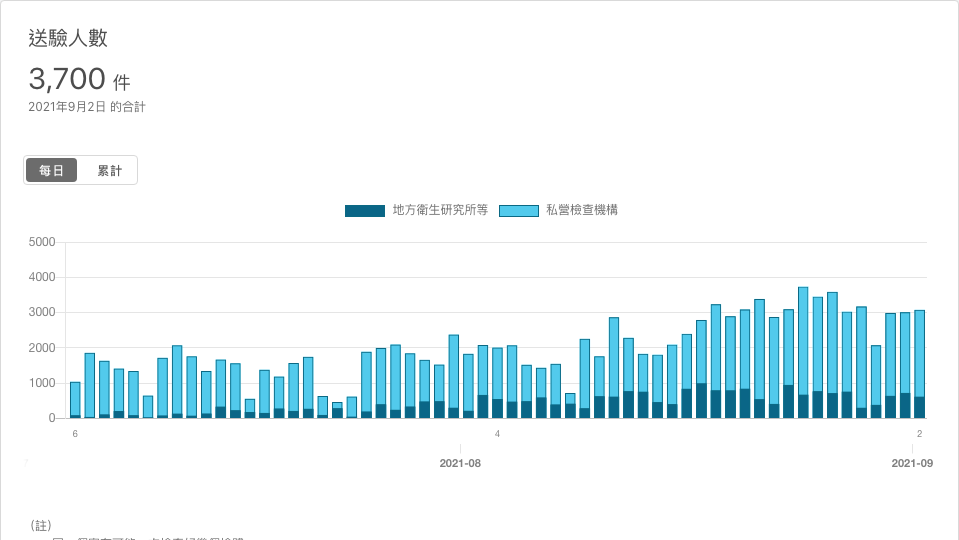 送驗人數
3,700 件
2021年9月2日 的合計
每日 累計
地方衛生研究所等 私營檢查機構
5000
4000
3000
2000
1000
0
6 4 2
2021-08 2021-09
(註)